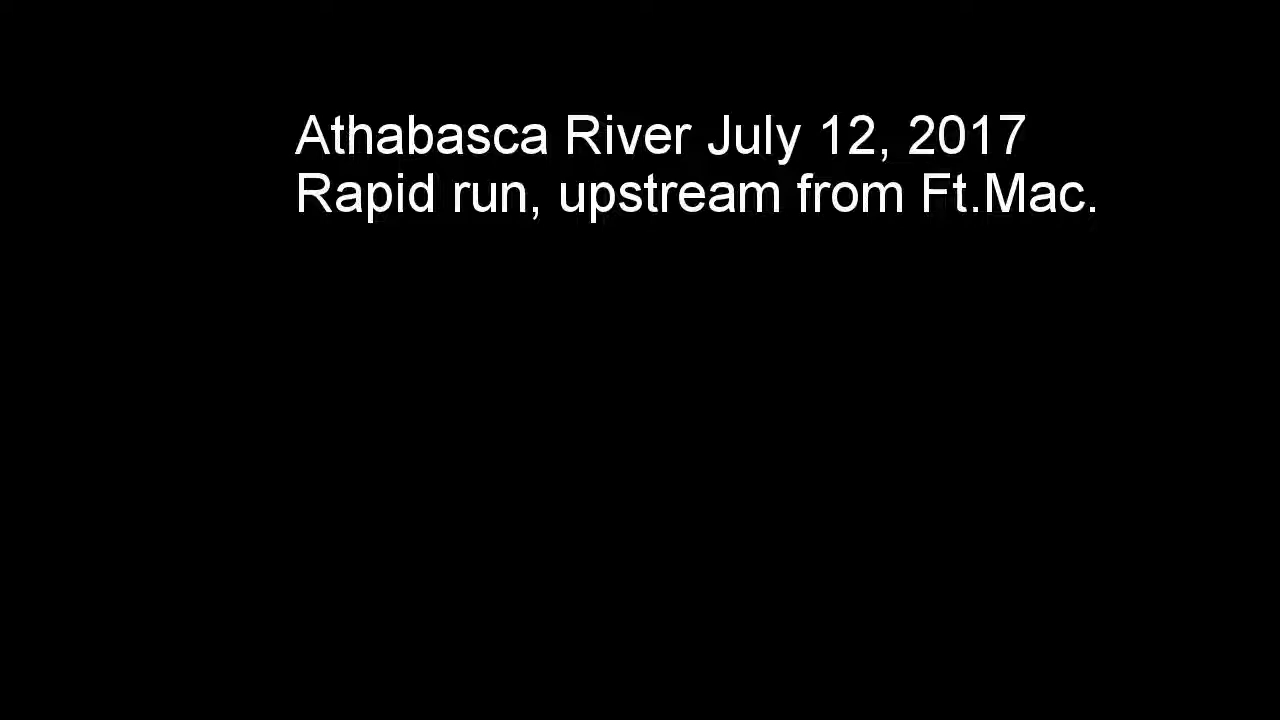 Athabasca River July 12, 2017
Rapid run, upstream from Ft.Mac.